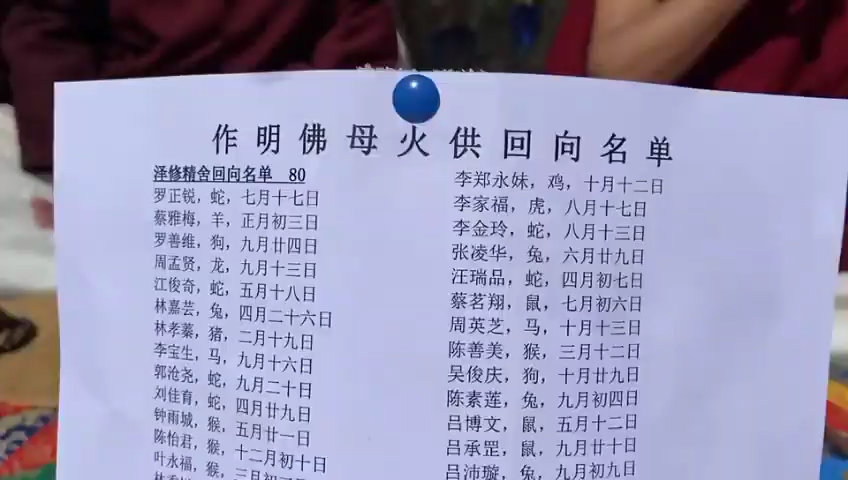 作明佛母火供回向名单
泽修精舍回向名单 80
罗正锐，蛇，七月十七日
蔡雅梅，羊，正月初三日
罗善维，狗，九月廿四日
周孟贤，龙，九月十三日
江俊奇，蛇，五月十八日
林嘉芸，兔，四月二十六日
林孝蓁，猪，二月十九日
李宝生，马，九月十六日
郭沧尧，蛇，九月二十日
刘佳育，蛇，四月廿九日
钟雨城，猴，五月廿一日
陈怡君，猴，十二月初十日
叶永福，猴，三月初
李郑永妹，鸡，十月十二日
李家福，虎，八月十七日
李金玲，蛇，八月十三日
张凌华，兔，六月廿九日
汪瑞品，蛇，四月初七日
蔡茗翔，鼠，七月初六日
周英芝，马，十月十三日
陈善美，猴，三月十二日
吴俊庆，狗，十月廿九日
陈素莲，兔，九月初四日
吕博文，鼠，五月十二日
吕承罡，鼠，九月廿十日
吕沛璇，兔，九月初九日